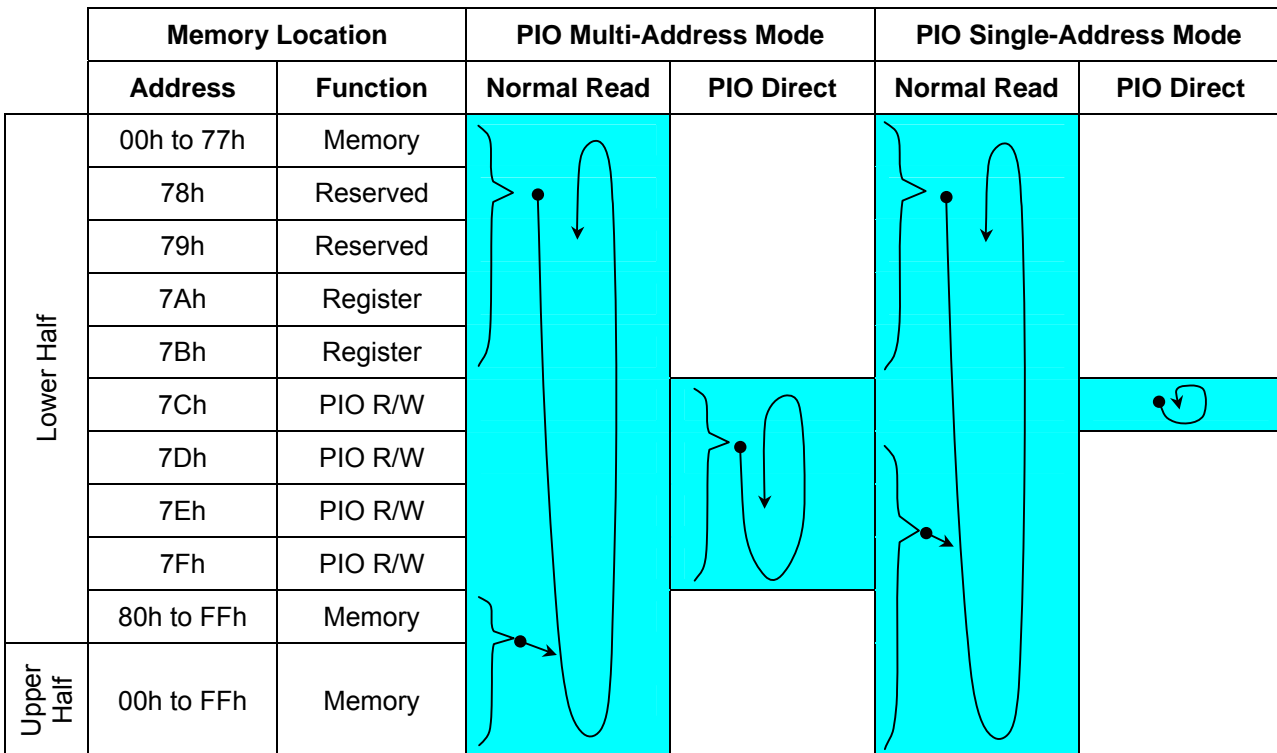 Memory Location PIO Multi-Address Mode PIO Single-Address Mode
Address Function Normal Read PIO Direct Normal Read PIO Direct
Lower Half
00h to 77h Memory
78h Reserved
79h Reserved
7Ah Register
7Bh Register
7Ch PIO R/W
7Dh PIO R/W
7Eh PIO R/W
7Fh PIO R/W
80h to FFh Memory
Upper
Half
00h to FFh Memory